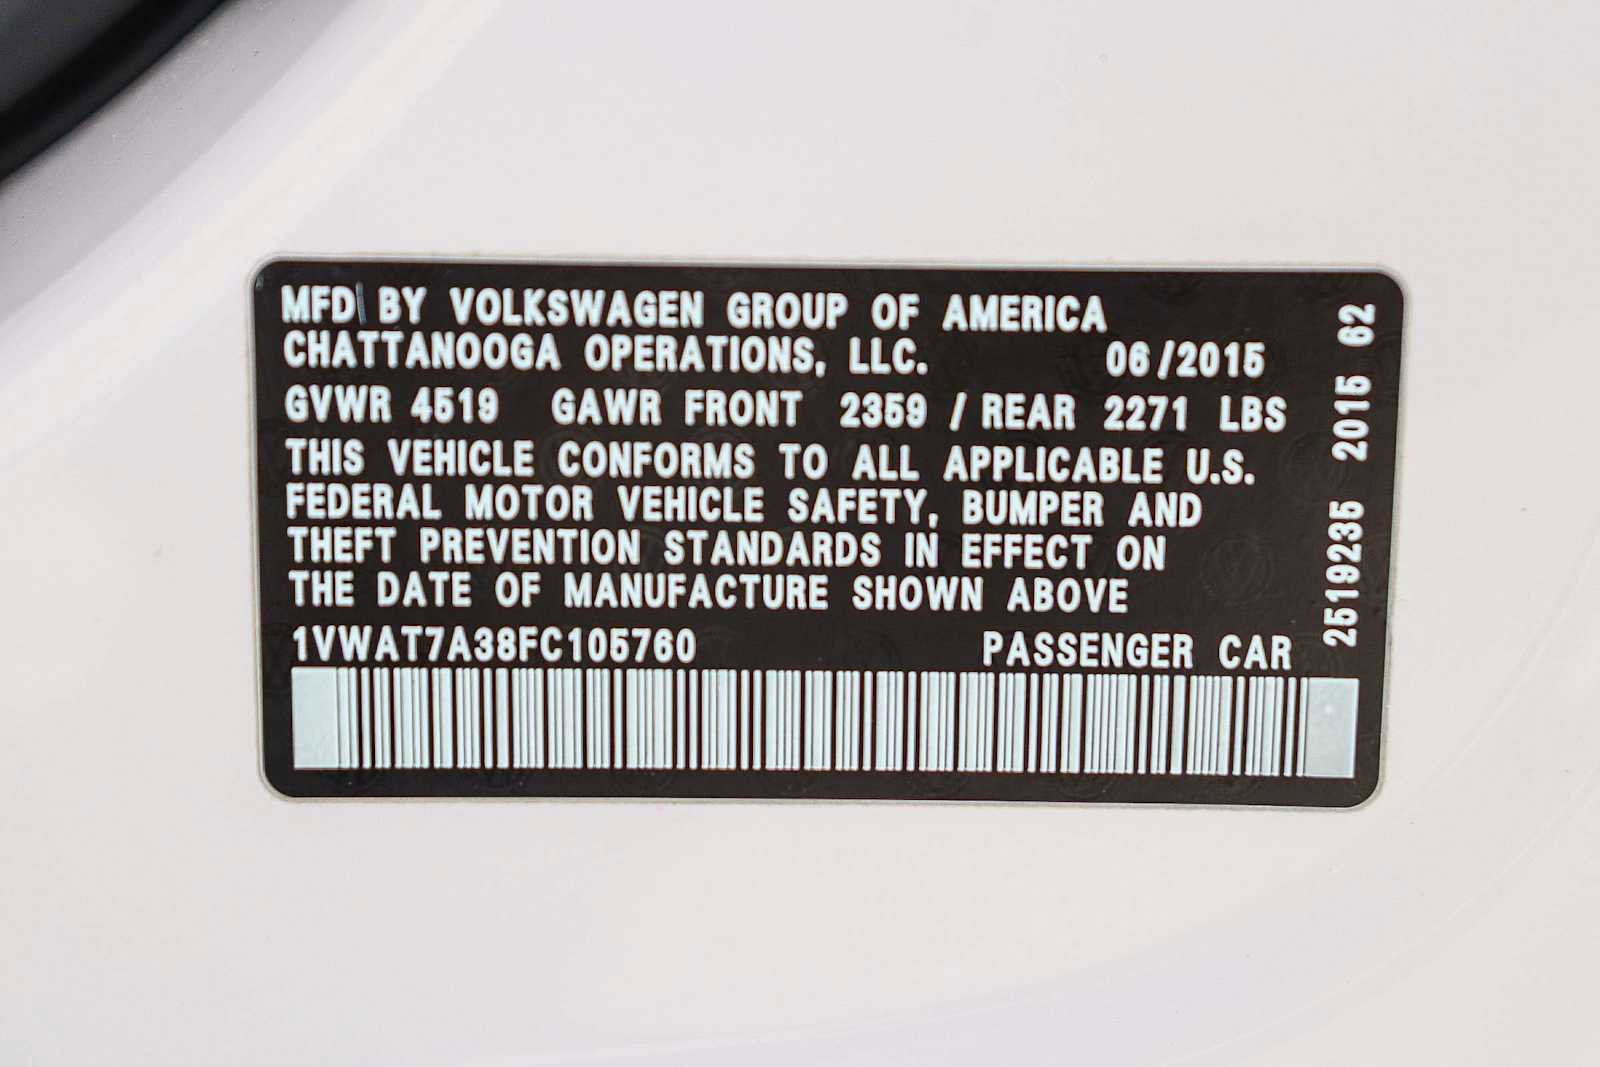 MFD BY VOLKSWAGEN GROUP OF AMERICA
CHATTANOOGA OPERATIONS, LLC. 06/2015
GVWR 4519 GAWR FRONT 2359 / REAR 2271 LBS
THIS VEHICLE CONFORMS TO ALL APPLICABLE U.S.
FEDERAL MOTOR VEHICLE SAFETY, BUMPER AND
THEFT PREVENTION STANDARDS IN EFFECT ON
THE DATE OF MANUFACTURE SHOWN ABOVE
1VWAT7A38FC105760 PASSENGER CAR
2519235 2015 62